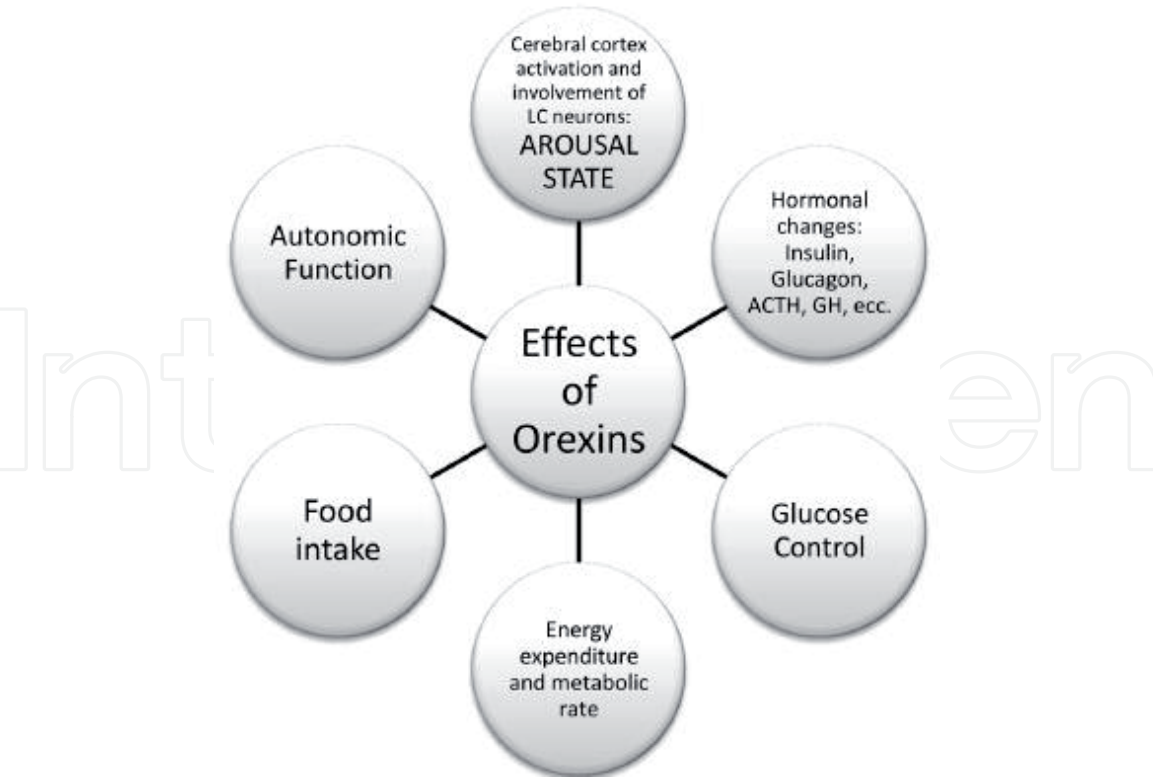 Cerebral cortex
activation and
involvement of
LC neurons:
AROUSAL
STATE
Hormonal
changes:
Insulin,
Glucagon,
ACTH, GH, ecc.
Autonomic
Function
Effects
of
Orexins
Food
intake
Glucose
Control
Energy
expenditure
and metabolic
rate